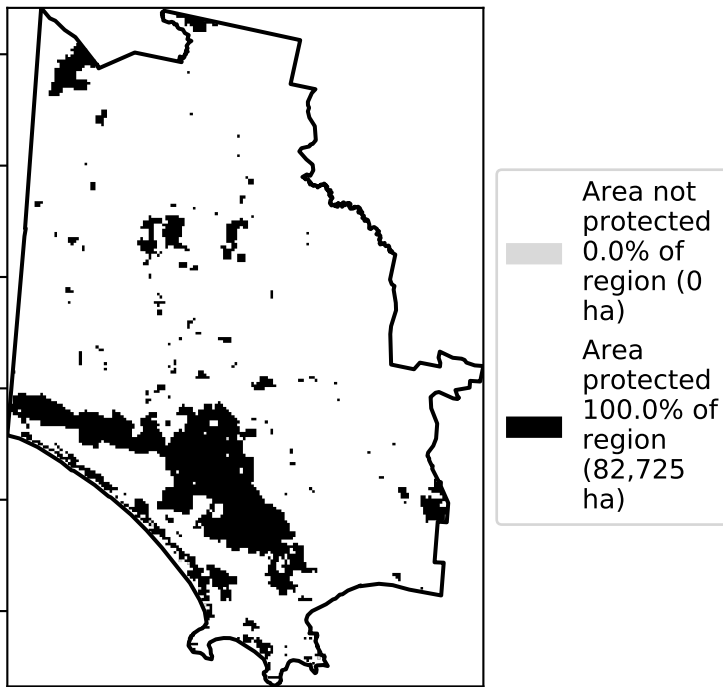 Area not
protected
0.0% of
region (0
ha)
Area
protected
100.0% of
region
(82,725
ha)